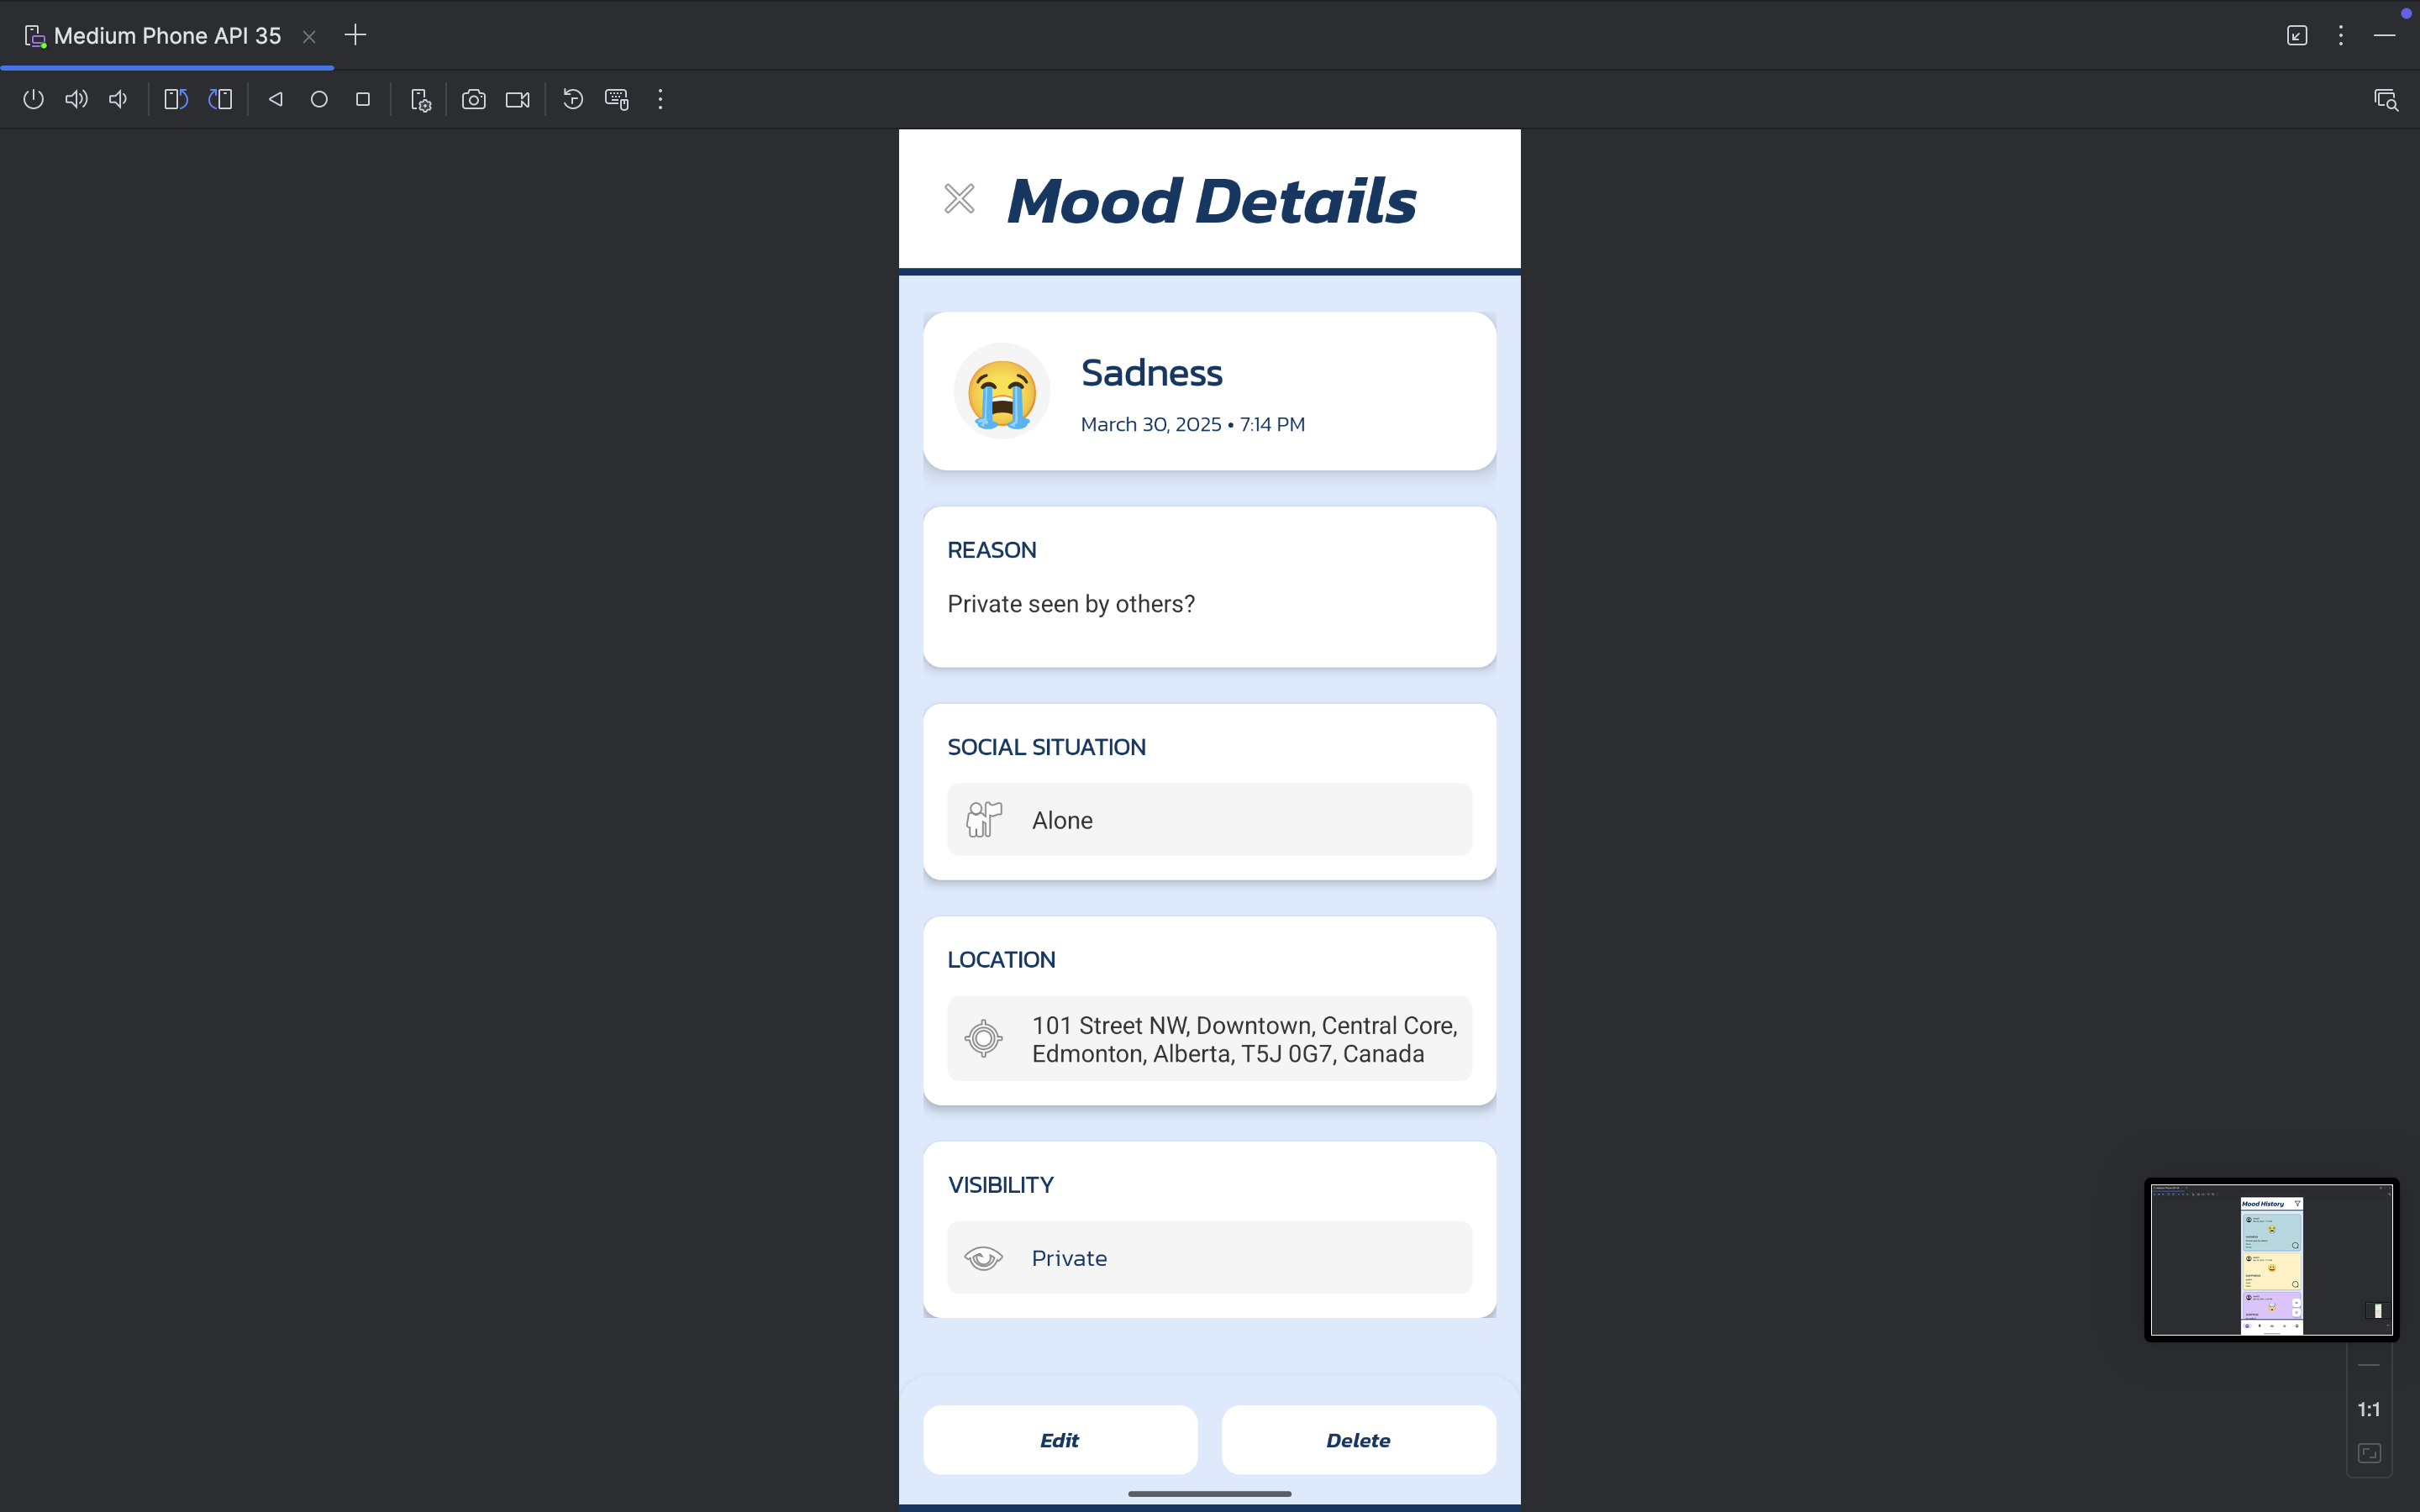 Medium Phone API 35
Mood Details
Sadness
March 30, 2025 • 7:14 PM
REASON
Private seen by others?
SOCIAL SITUATION
Alone
LOCATION
101 Street NW, Downtown, Central Core,
Edmonton, Alberta, T5J 0G7, Canada
VISIBILITY
Private
Edit
Delete
Mood History
1:1